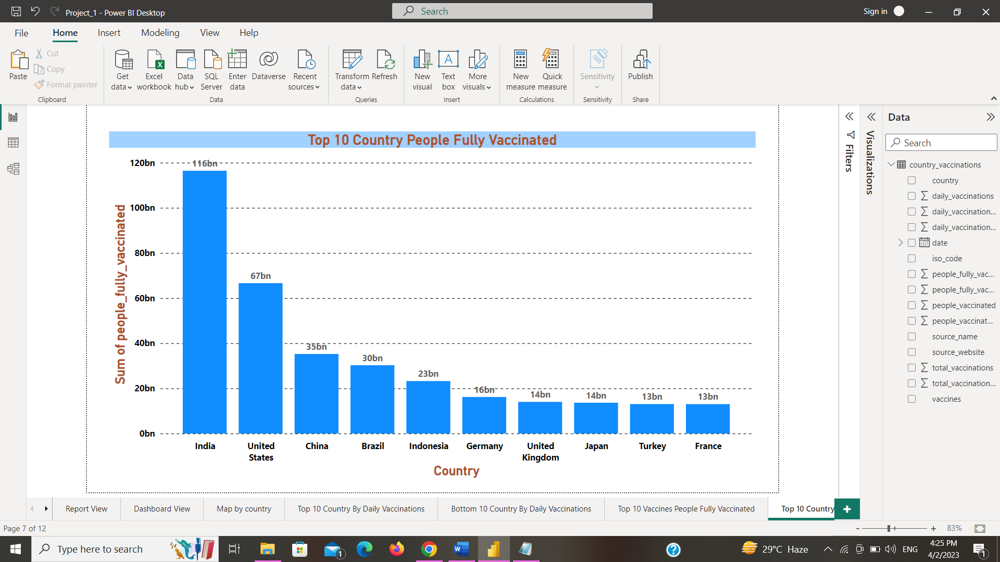 Project_1 - Power BI Desktop
Search
Sign in
File Home Insert Modeling View Help
Paste
Cut
Copy
Format painter
Clipboard
Get data
Excel workbook
Data hub
SQL Server
Enter data
Dataverse
Recent sources
Data
Transform data
Refresh
Queries
New visual
Text box
More visuals
Insert
New measure
Quick measure
Calculations
Sensitivity
Sensitivity
Publish
Share
Top 10 Country People Fully Vaccinated
Sum of people_fully_vaccinated
120bn
100bn
80bn
60bn
40bn
20bn
0bn
116bn
67bn
35bn
30bn
23bn
16bn
14bn
14bn
13bn
13bn
India
United States
China
Brazil
Indonesia
Germany
United Kingdom
Japan
Turkey
France
Country
Filters
Visualizations
Data
Search
country_vaccinations
country
daily_vaccinations
daily_vaccination...
daily_vaccination...
date
iso_code
people_fully_vac...
people_fully_vac...
people_vaccinated
people_vaccinat...
source_name
source_website
total_vaccinations
total_vaccination...
vaccines
Report View
Dashboard View
Map by country
Top 10 Country By Daily Vaccinations
Bottom 10 Country By Daily Vaccinations
Top 10 Vaccines People Fully Vaccinated
Top 10 Country
Page 7 of 12
- + 83%
Type here to search
1
29°C Haze
ENG
4:25 PM
4/2/2023
1